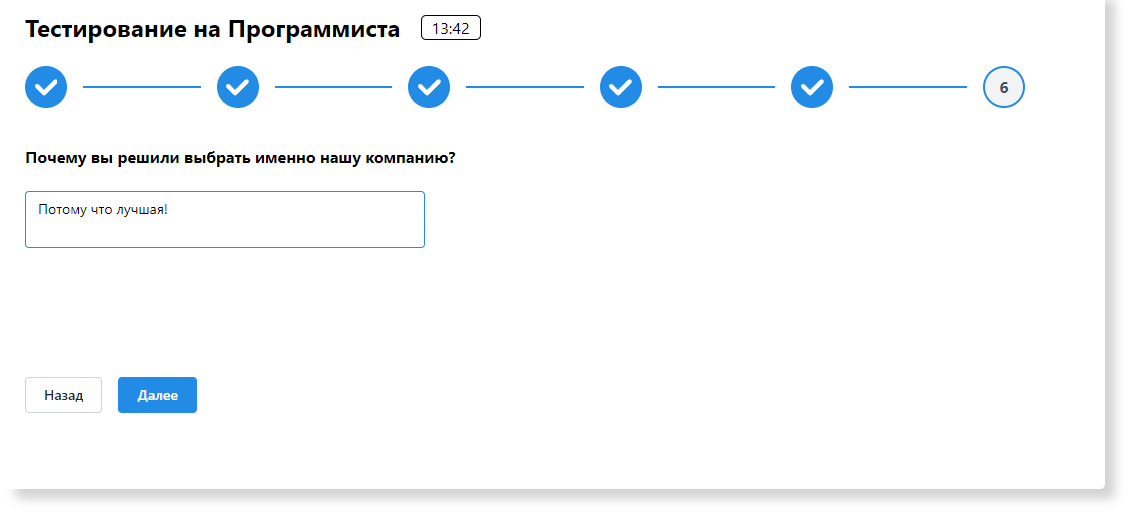 Тестирование на Программиста 13:42
6
Почему вы решили выбрать именно нашу компанию?
Потому что лучшая!
Назад Далее